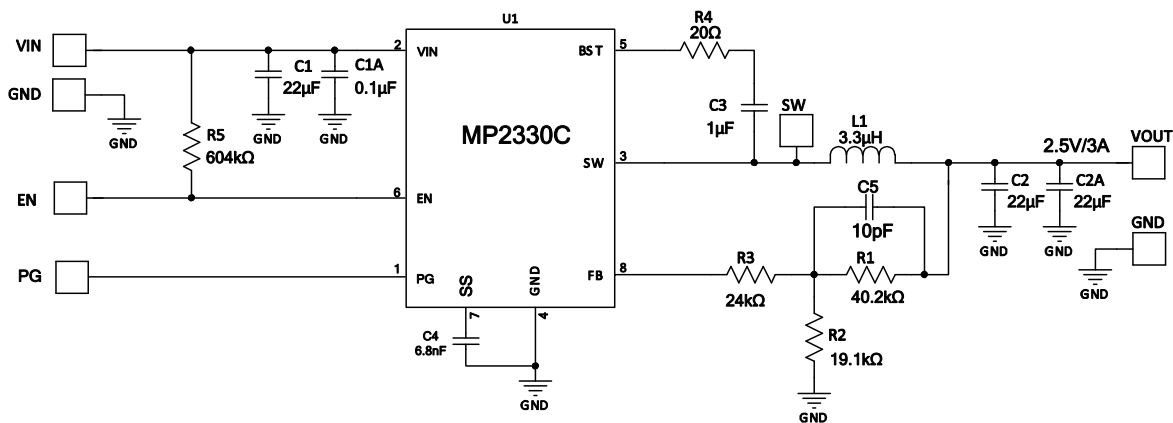 U1
VIN
2
VIN
BST
5
R4
20Ω
C1
22µF
C1A
0.1µF
GND
GND
GND
GND
R5
604kΩ
MP2330C
C3
1µF
SW
L1
3.3µH
SW
3
2.5V/3A
VOUT
EN
6
EN
C5
10pF
C2
22µF
C2A
22µF
GND
GND
GND
GND
PG
1
PG
SS
GND
FB
8
R3
24kΩ
R1
40.2kΩ
7
4
C4
6.8nF
R2
19.1kΩ
GND
GND